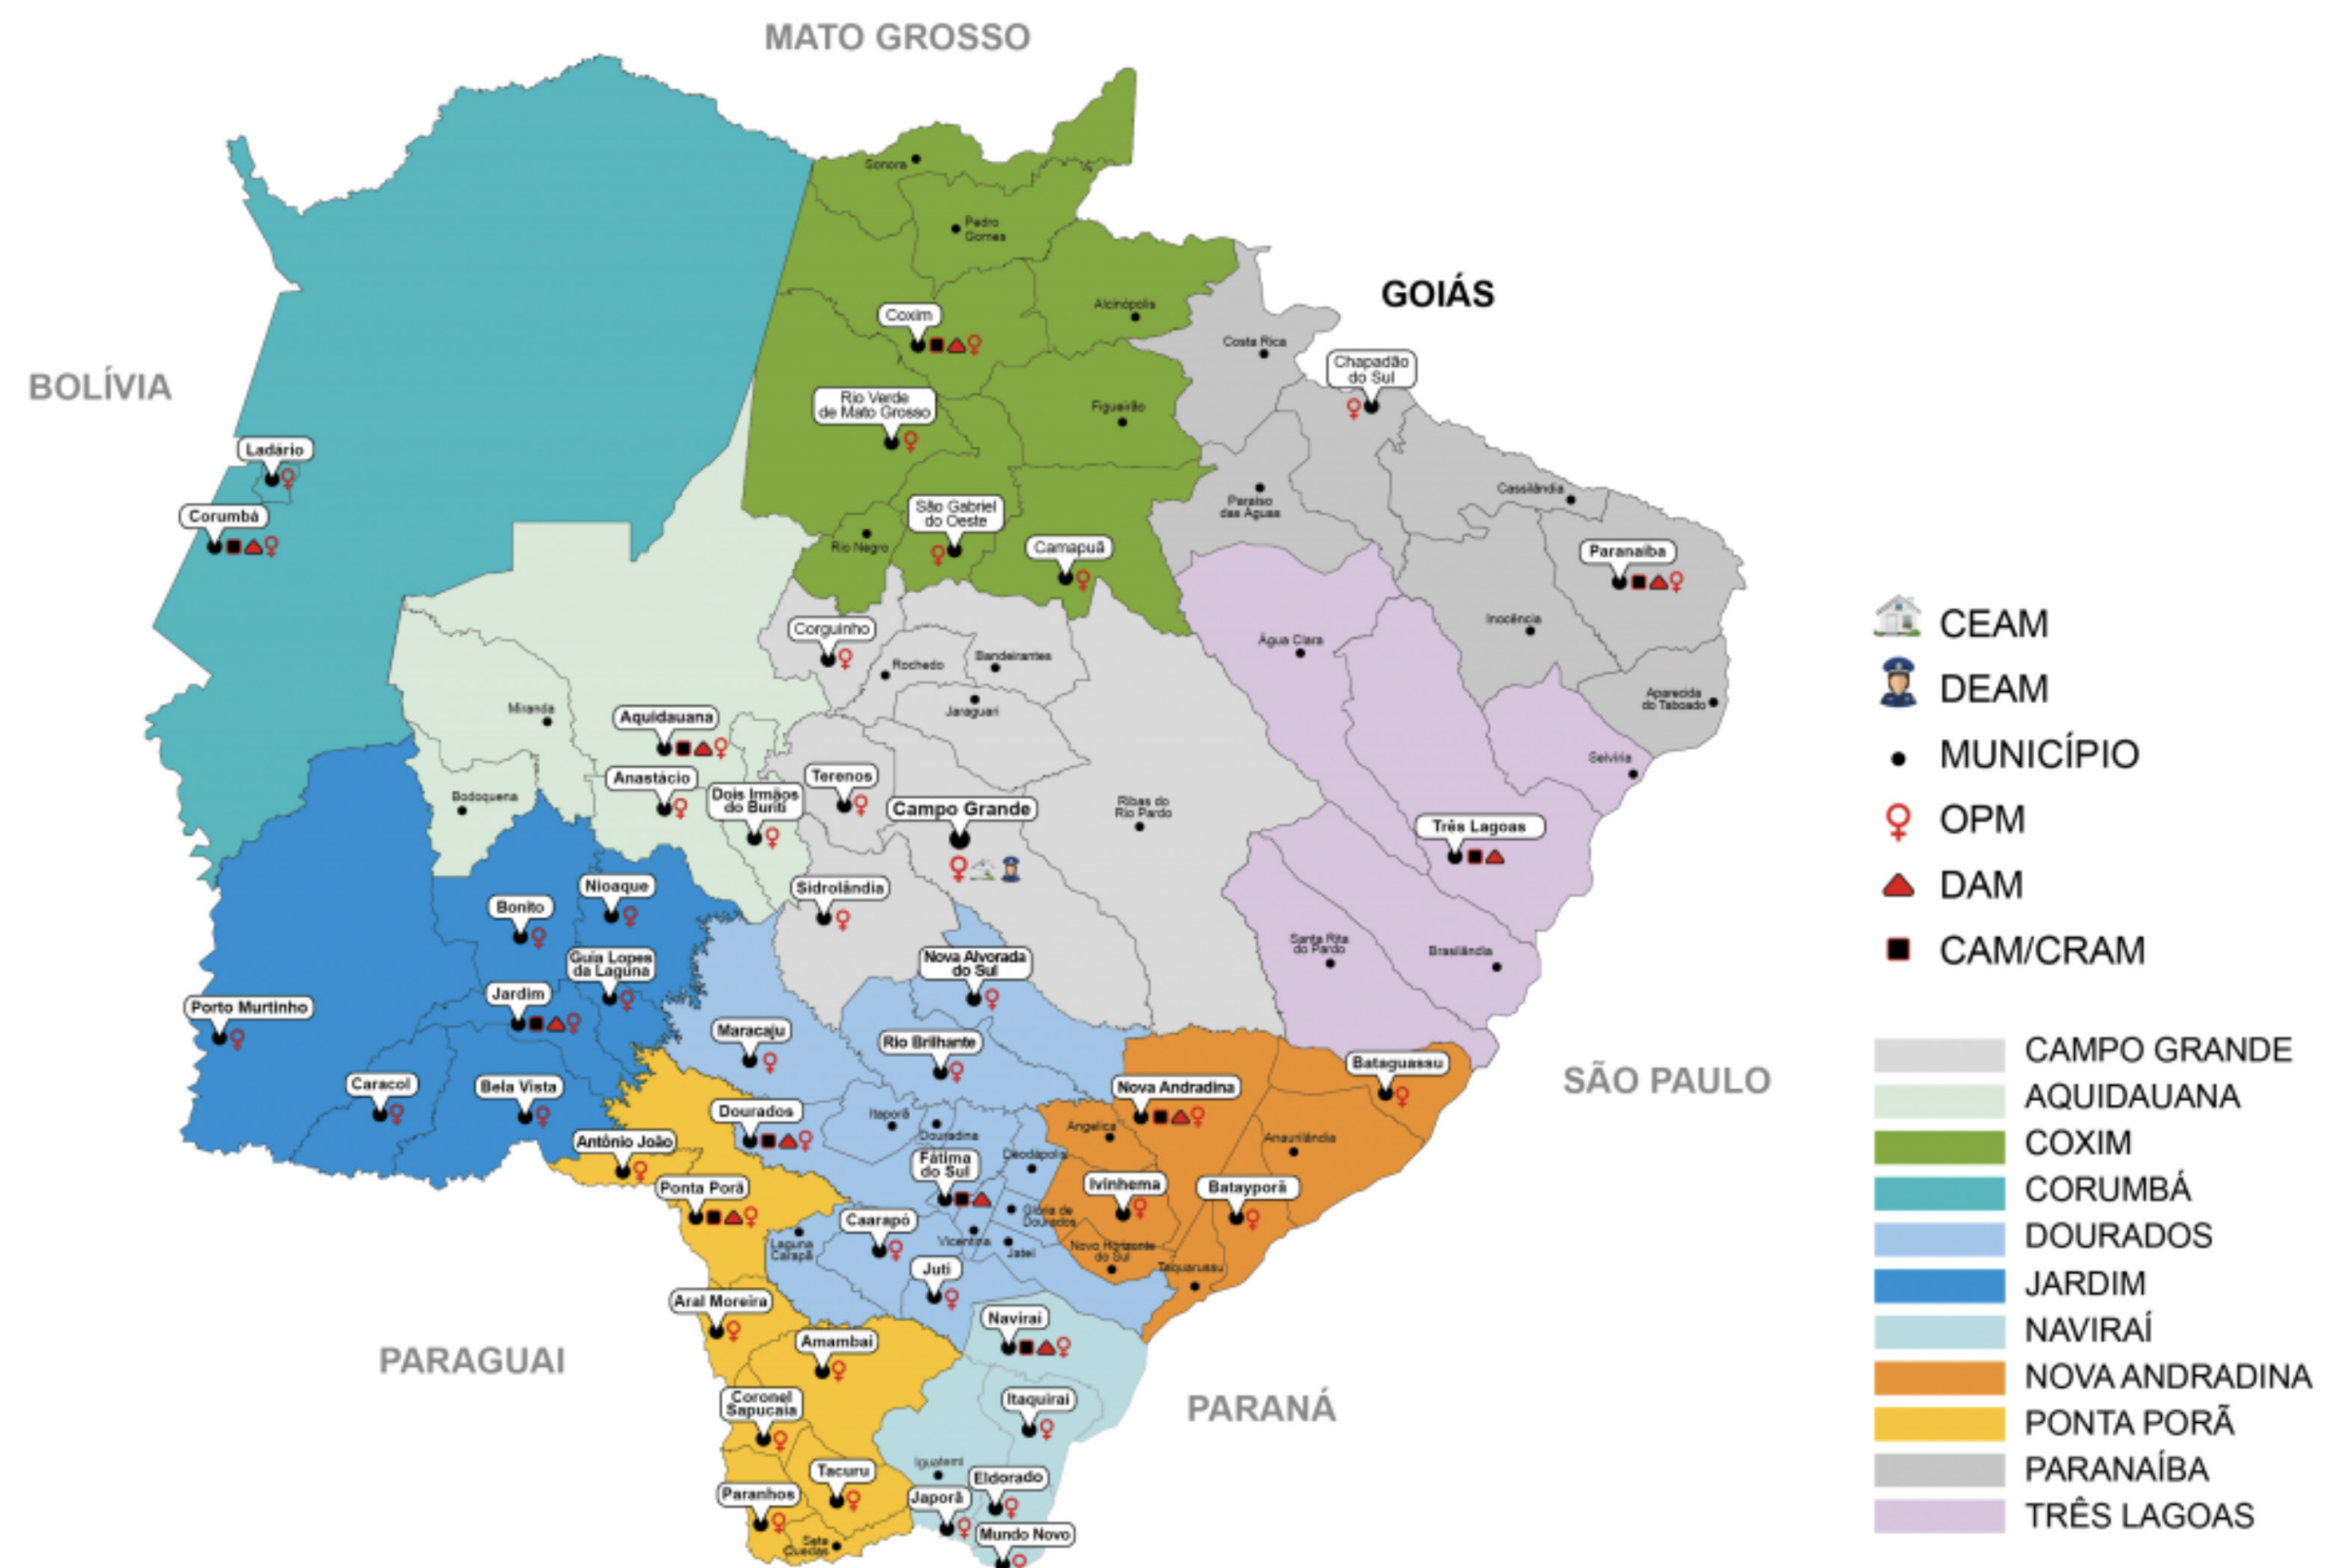 MATO GROSSO
Sonora
Pedro
Gomes
GOIÁS
Alcinópolis
Coxim
Costa Rica
Chapadão
do Sul
BOLÍVIA
Rio Verde
de Mato Grosso
Figueirão
Ladário
Cassilândia
Paraíso
das Águas
Corumbá
São Gabriel
do Oeste
Rio Negro
Camapuã
Paranaíba
Inocência
Corguinho
Água Clara
Rochedo
Bandeirantes
Aparecida
do Taboado
Jaraguari
Miranda
Aquidauana
Selvíria
Anastácio
Terenos
Bodoquena
Dois Irmãos
do Buriti
Campo Grande
Ribas do
Rio Pardo
Três Lagoas
Nioaque
Sidrolândia
Bonito
Santa Rita
do Pardo
Brasilândia
Guia Lopes
da Laguna
Nova Alvorada
do Sul
Jardim
Porto Murtinho
Maracaju
Rio Brilhante
Bataguassu
SÃO PAULO
Caracol
Bela Vista
Nova Andradina
Dourados
Itaporã
Douradina
Angelica
Anaurilândia
Antônio João
Deodápolis
Fátima
do Sul
Ponta Porã
Ivinhema
Batayporã
Glória de
Dourados
Caarapó
Laguna
Carapã
Vicentina
Jateí
Novo Horizonte
do Sul
Taquarussu
Juti
Aral Moreira
Naviraí
Amambai
PARAGUAI
Coronel
Sapucaia
Itaquiraí
PARANÁ
Iguatemi
Tacuru
Eldorado
Paranhos
Japorã
Mundo Novo
Sete
Quedas
CEAM
DEAM
MUNICÍPIO
OPM
DAM
CAM/CRAM
CAMPO GRANDE
AQUIDAUANA
COXIM
CORUMBÁ
DOURADOS
JARDIM
NAVIRAÍ
NOVA ANDRADINA
PONTA PORÃ
PARANAÍBA
TRÊS LAGOAS